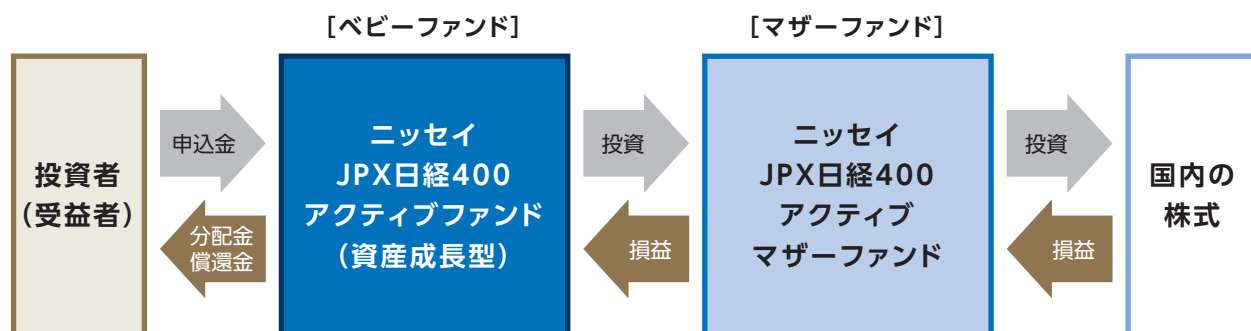 [ベビーファンド]
[マザーファンド]
投資者
(受益者)
申込金
分配金
償還金
ニッセイ
JPX日経400
アクティブファンド
(資産成長型)
投資
損益
ニッセイ
JPX日経400
アクティブ
マザーファンド
投資
損益
国内の
株式